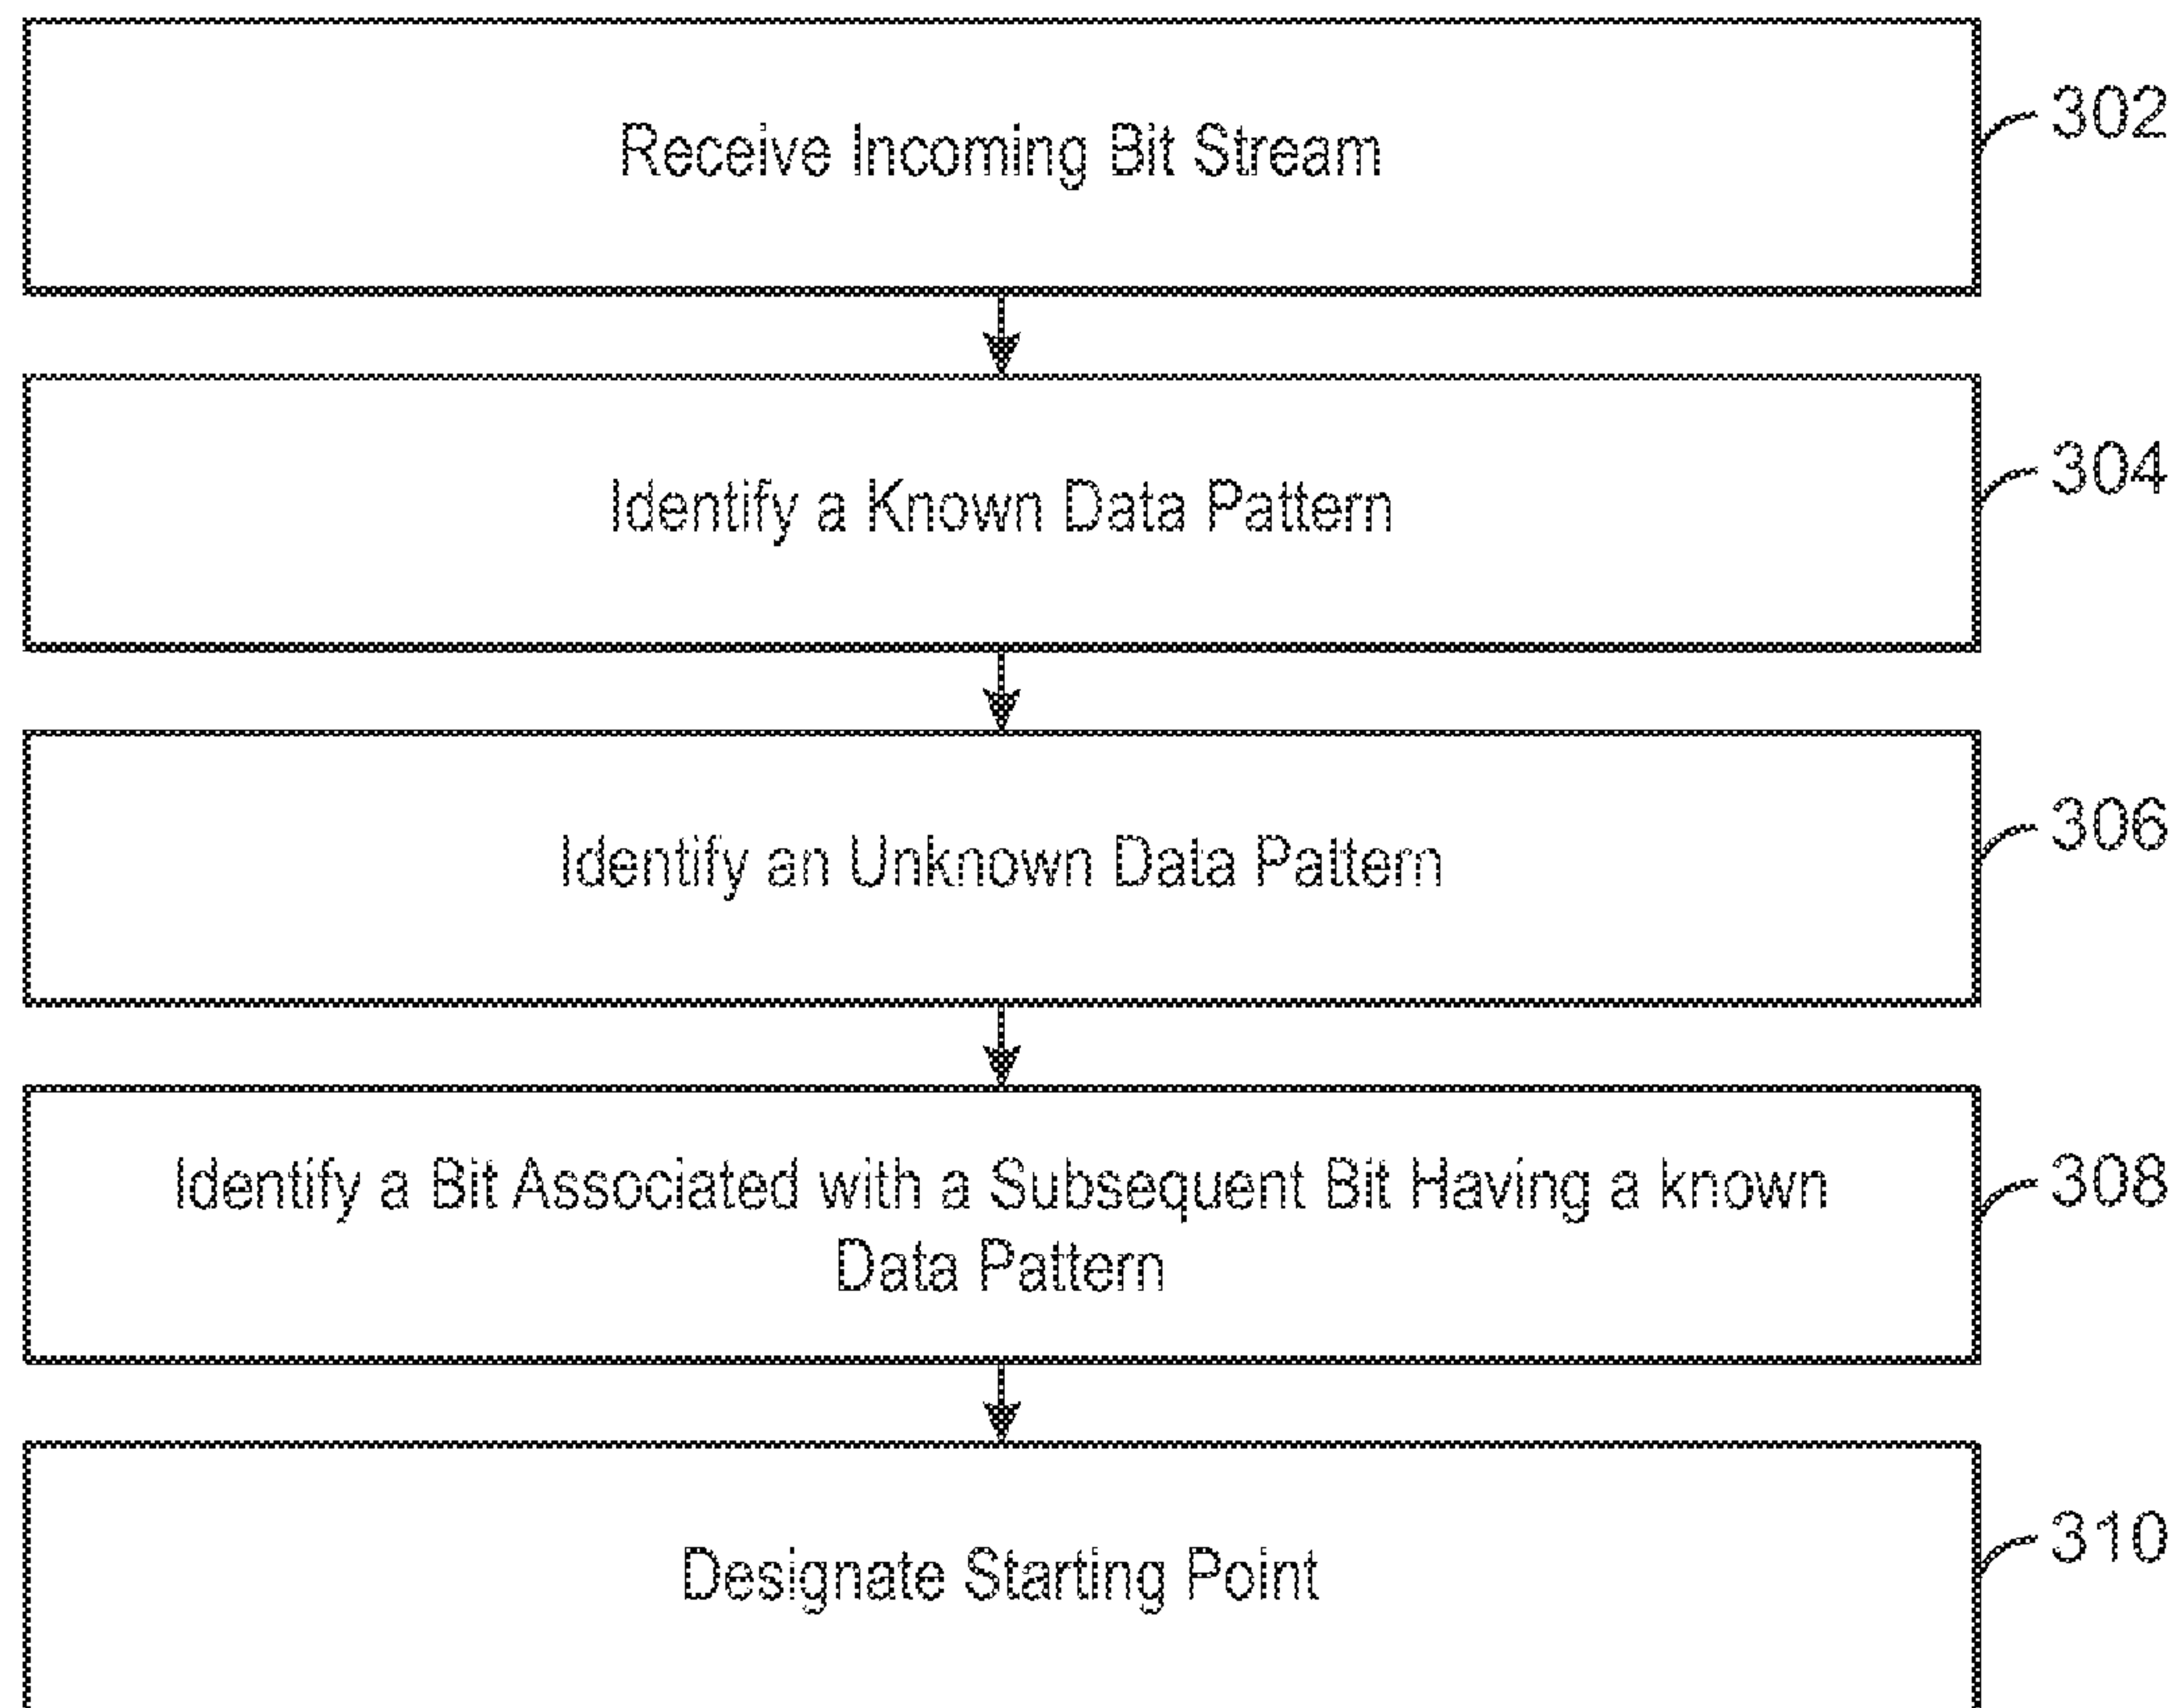 Receive Incoming Bit Stream
302
Identify a Known Data Pattern
304
Identify an Unknown Data Pattern
306
Identify a Bit Associated with a Subsequent Bit Having a known
Data Pattern
308
Designate Starting Point
310